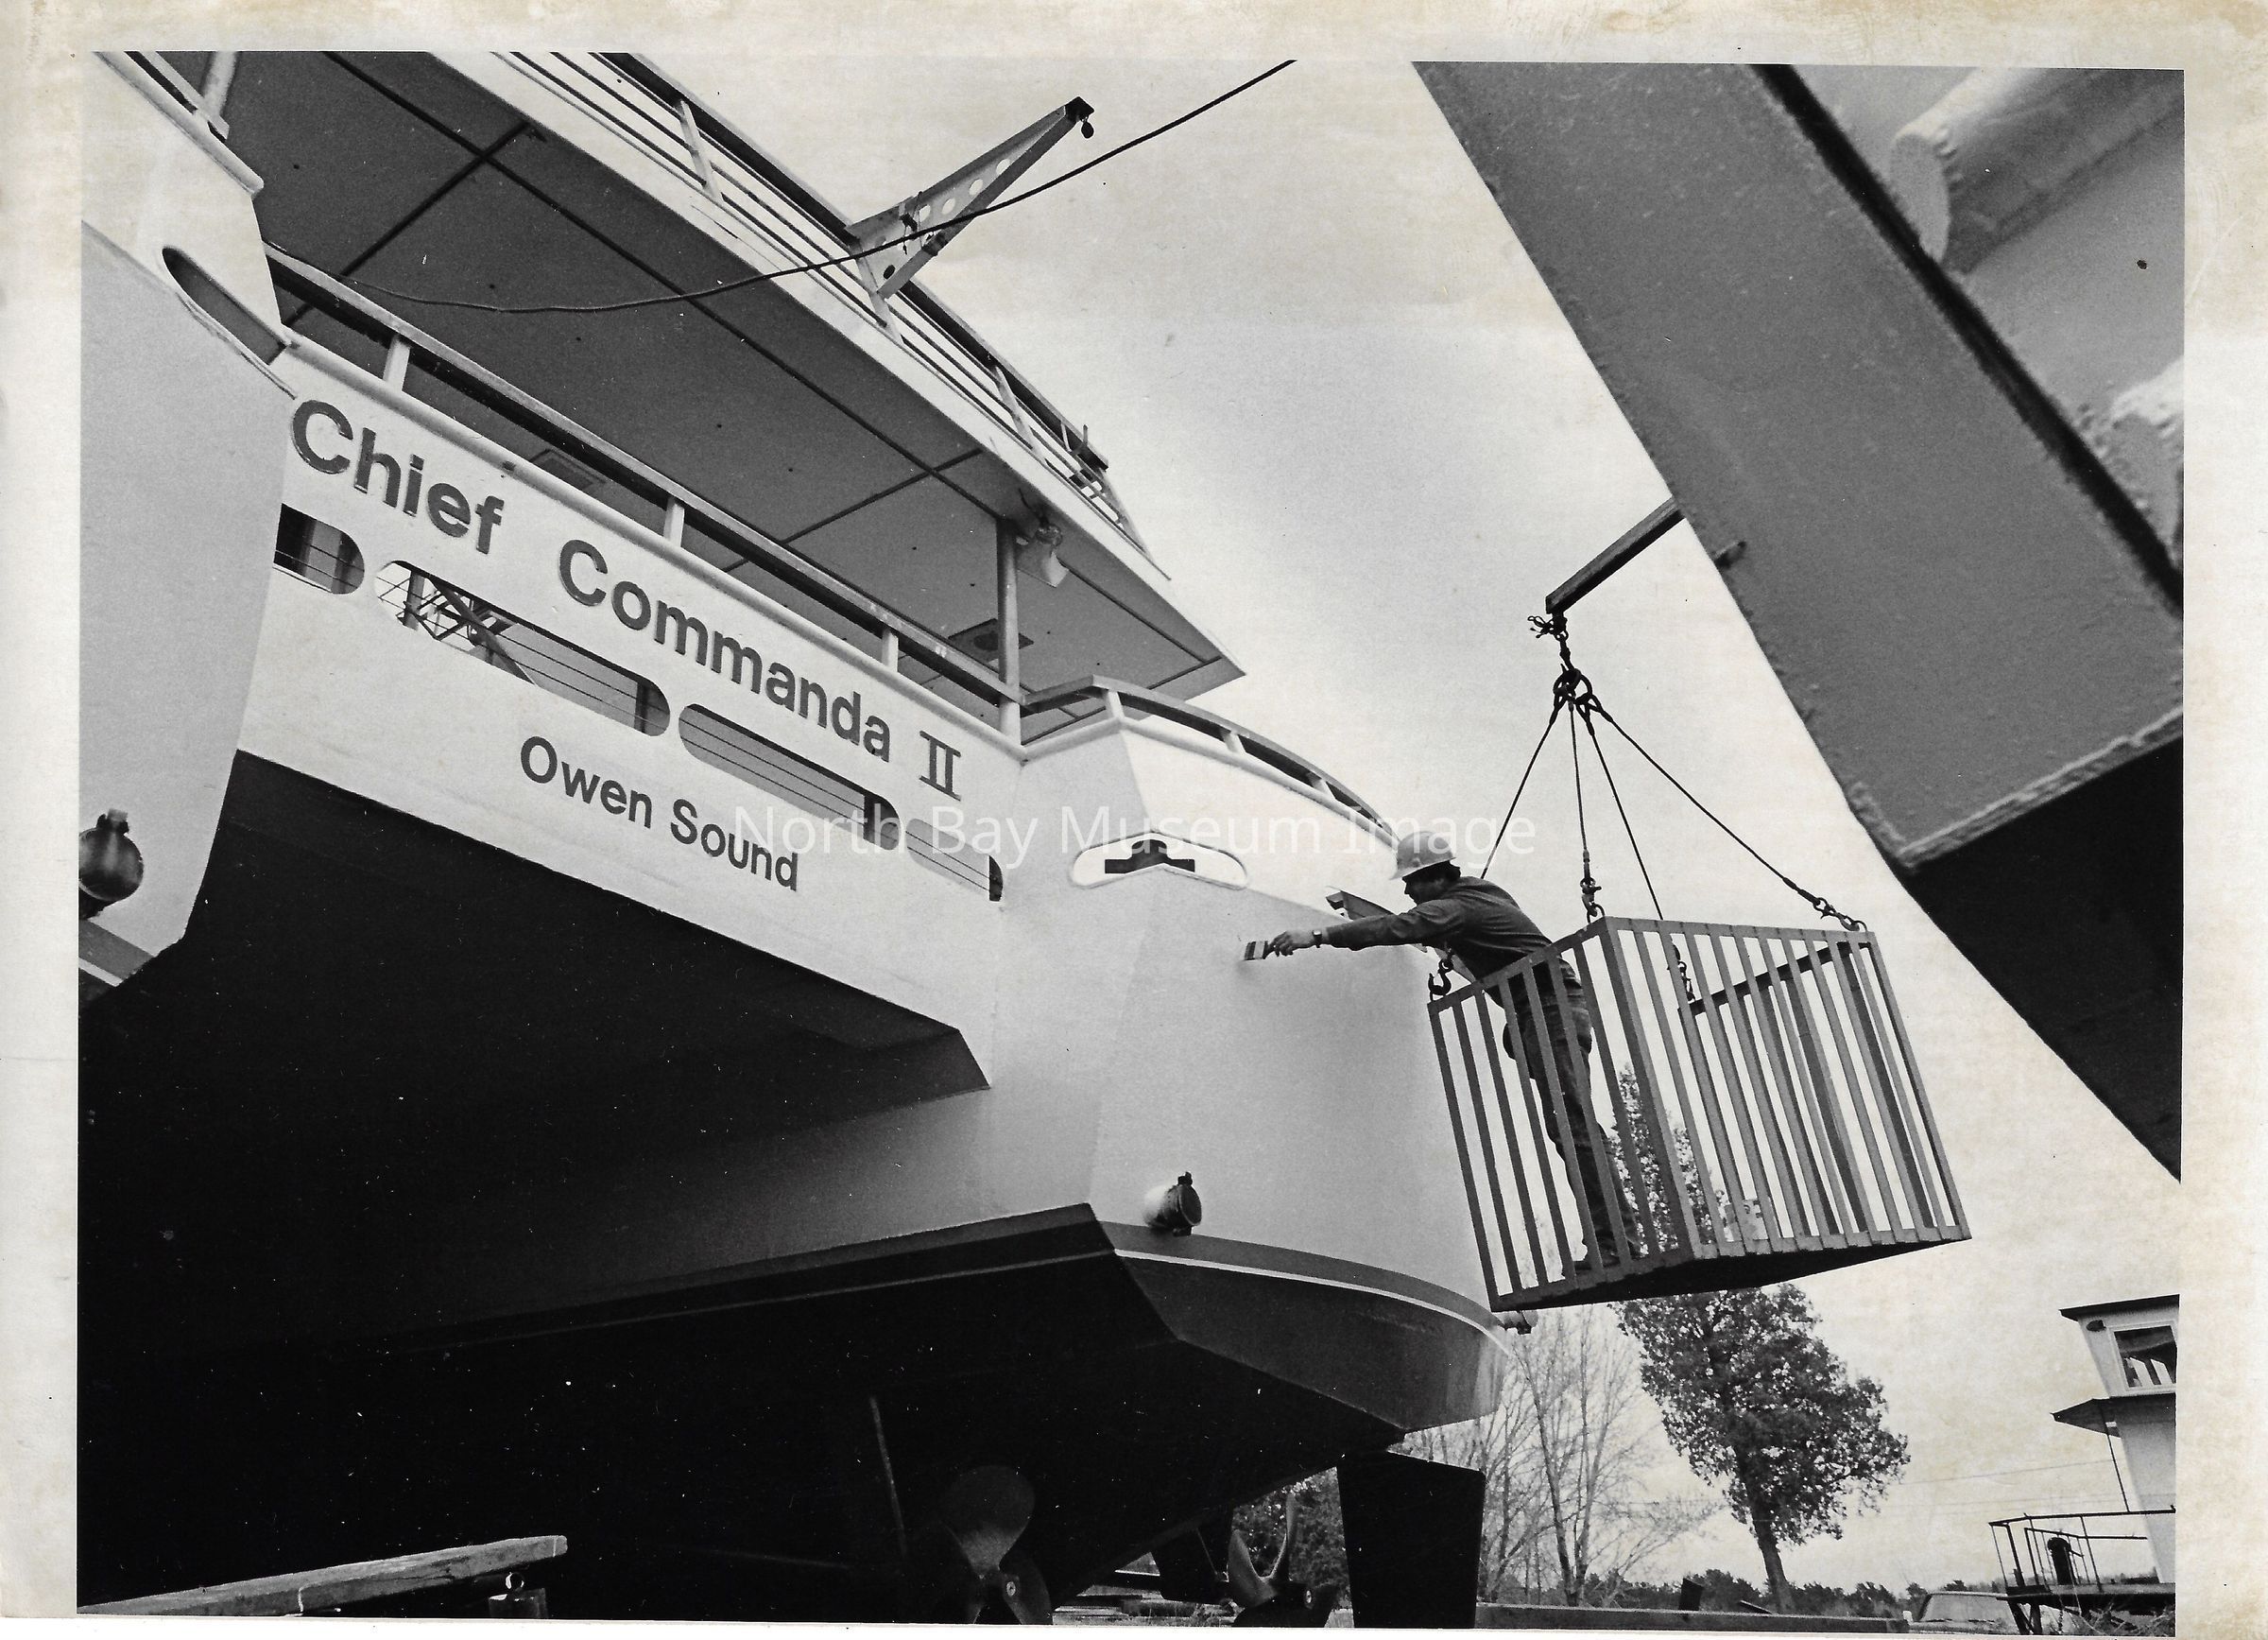 Chief Commanda II
Owen Sound
North Bay Museum Image